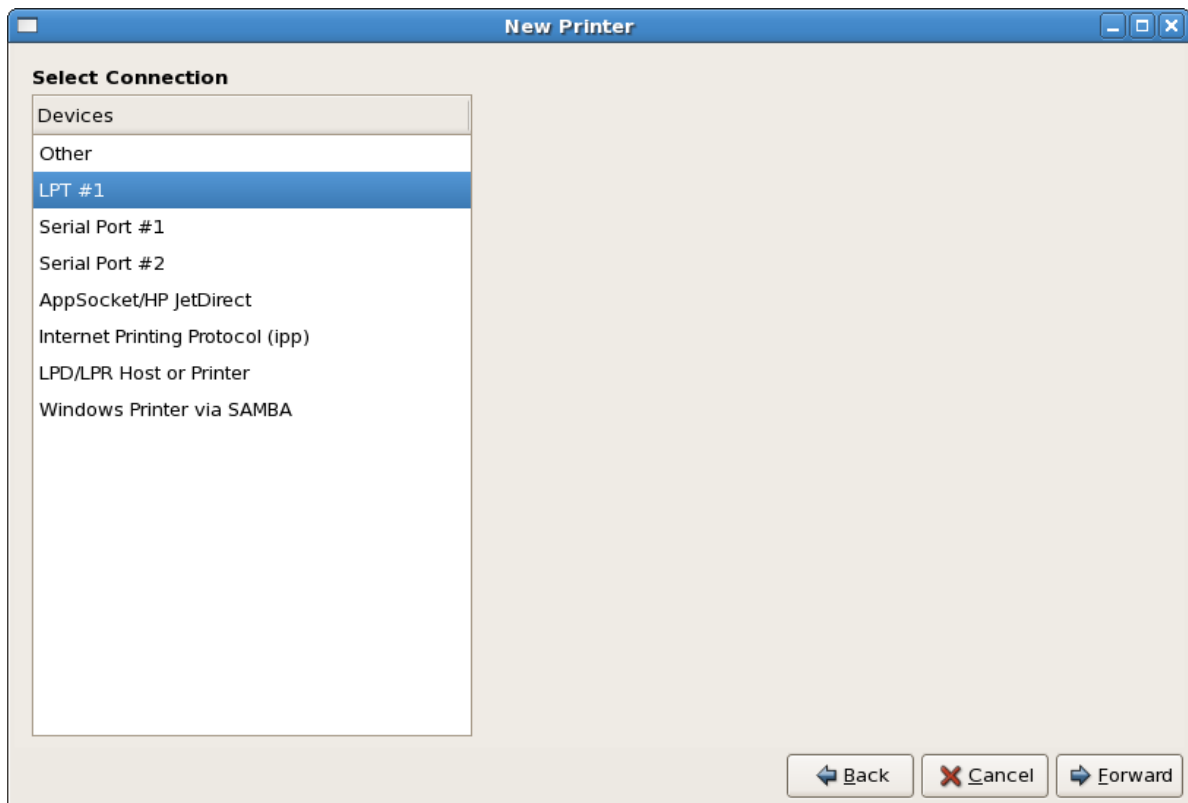 New Printer
Select Connection
Devices
Other
LPT #1
Serial Port #1
Serial Port #2
AppSocket/HP JetDirect
Internet Printing Protocol (ipp)
LPD/LPR Host or Printer
Windows Printer via SAMBA
Back Cancel Forward